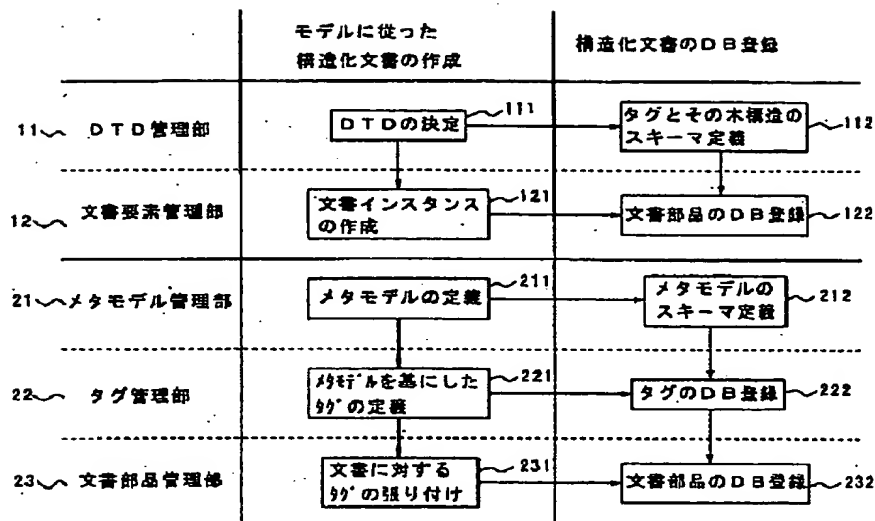 モデルに従った
構造化文書の作成
構造化文書のDB登録
11 DTD管理部
DTDの決定 111
タグとその木構造の
スキーマ定義 112
12 文書要素管理部
文書インスタンス
の作成 121
文書部品のDB登録 122
21 メタモデル管理部
メタモデルの定義 211
メタモデルの
スキーマ定義 212
22 タグ管理部
ﾒﾀﾓﾃﾞﾙを基にした
ﾀｸﾞの定義 221
タグのDB登録 222
23 文書部品管理部
文書に対する
ﾀｸﾞの張り付け 231
文書部品のDB登録 232